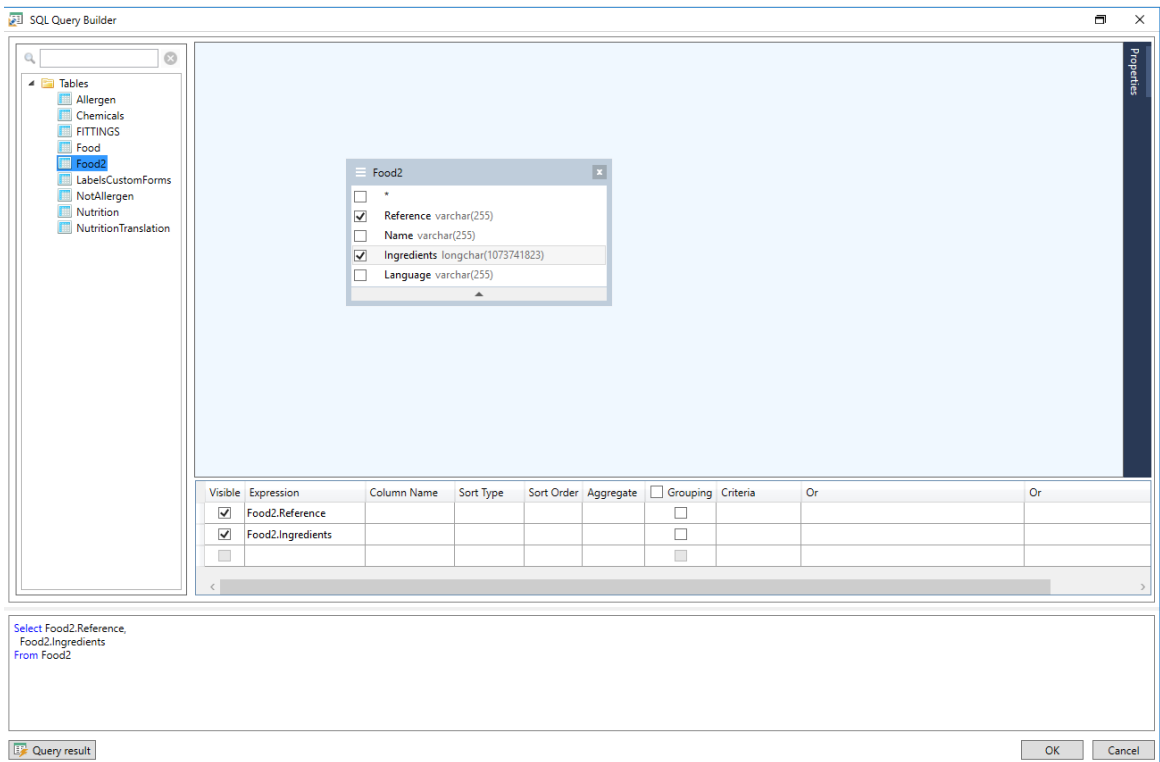 SQL Query Builder
Tables
Allergen
Chemicals
FITTINGS
Food
Food2
LabelsCustomForms
NotAllergen
Nutrition
NutritionTranslation
Properties
Food2
*
Reference varchar(255)
Name varchar(255)
Ingredients longchar(1073741823)
Language varchar(255)
Visible Expression Column Name Sort Type Sort Order Aggregate Grouping Criteria Or Or
Food2.Reference
Food2.Ingredients
Select Food2.Reference,
Food2.Ingredients
From Food2
Query result OK Cancel